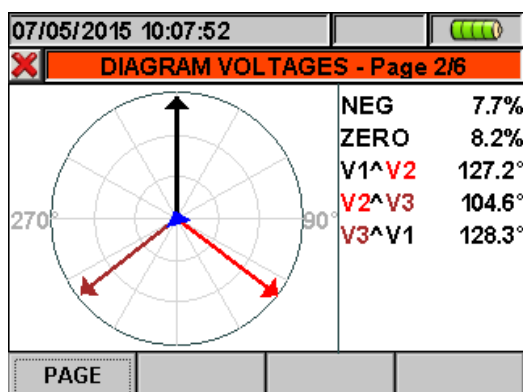 07/05/2015 10:07:52
DIAGRAM VOLTAGES - Page 2/6
NEG 7.7%
ZERO 8.2%
V1^V2 127.2°
V2^V3 104.6°
V3^V1 128.3°
270° 90°
PAGE